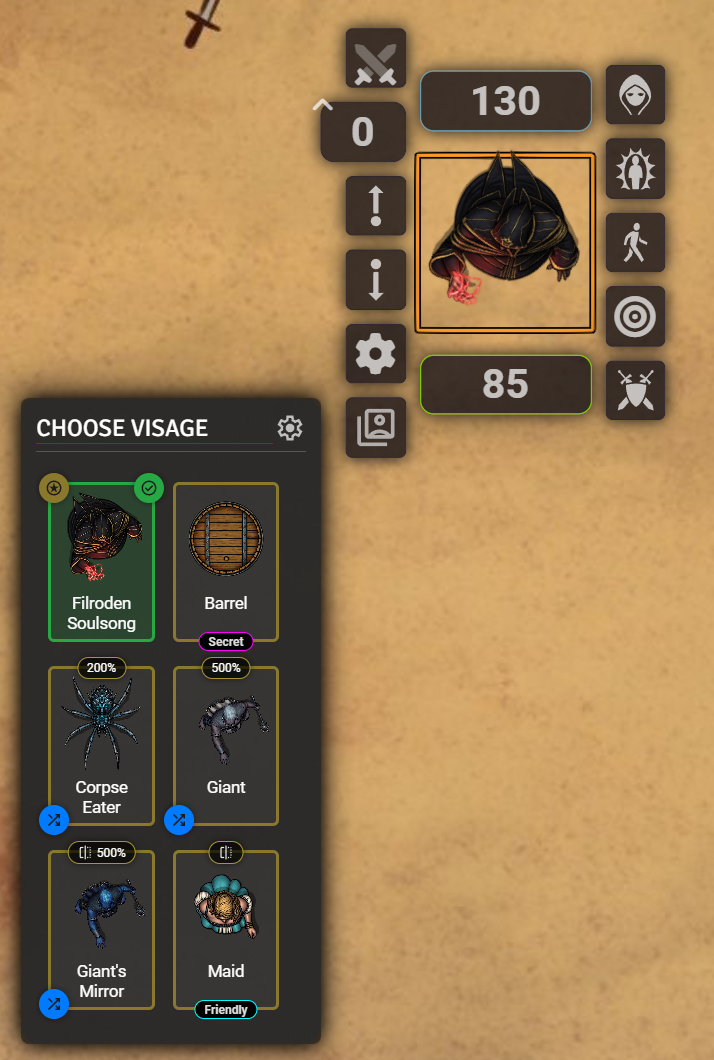 130
0
85
CHOOSE VISAGE
Filroden
Soulsong
Barrel
Secret
200%
500%
Corpse
Eater
Giant
500%
Giant's
Mirror
Maid
Friendly